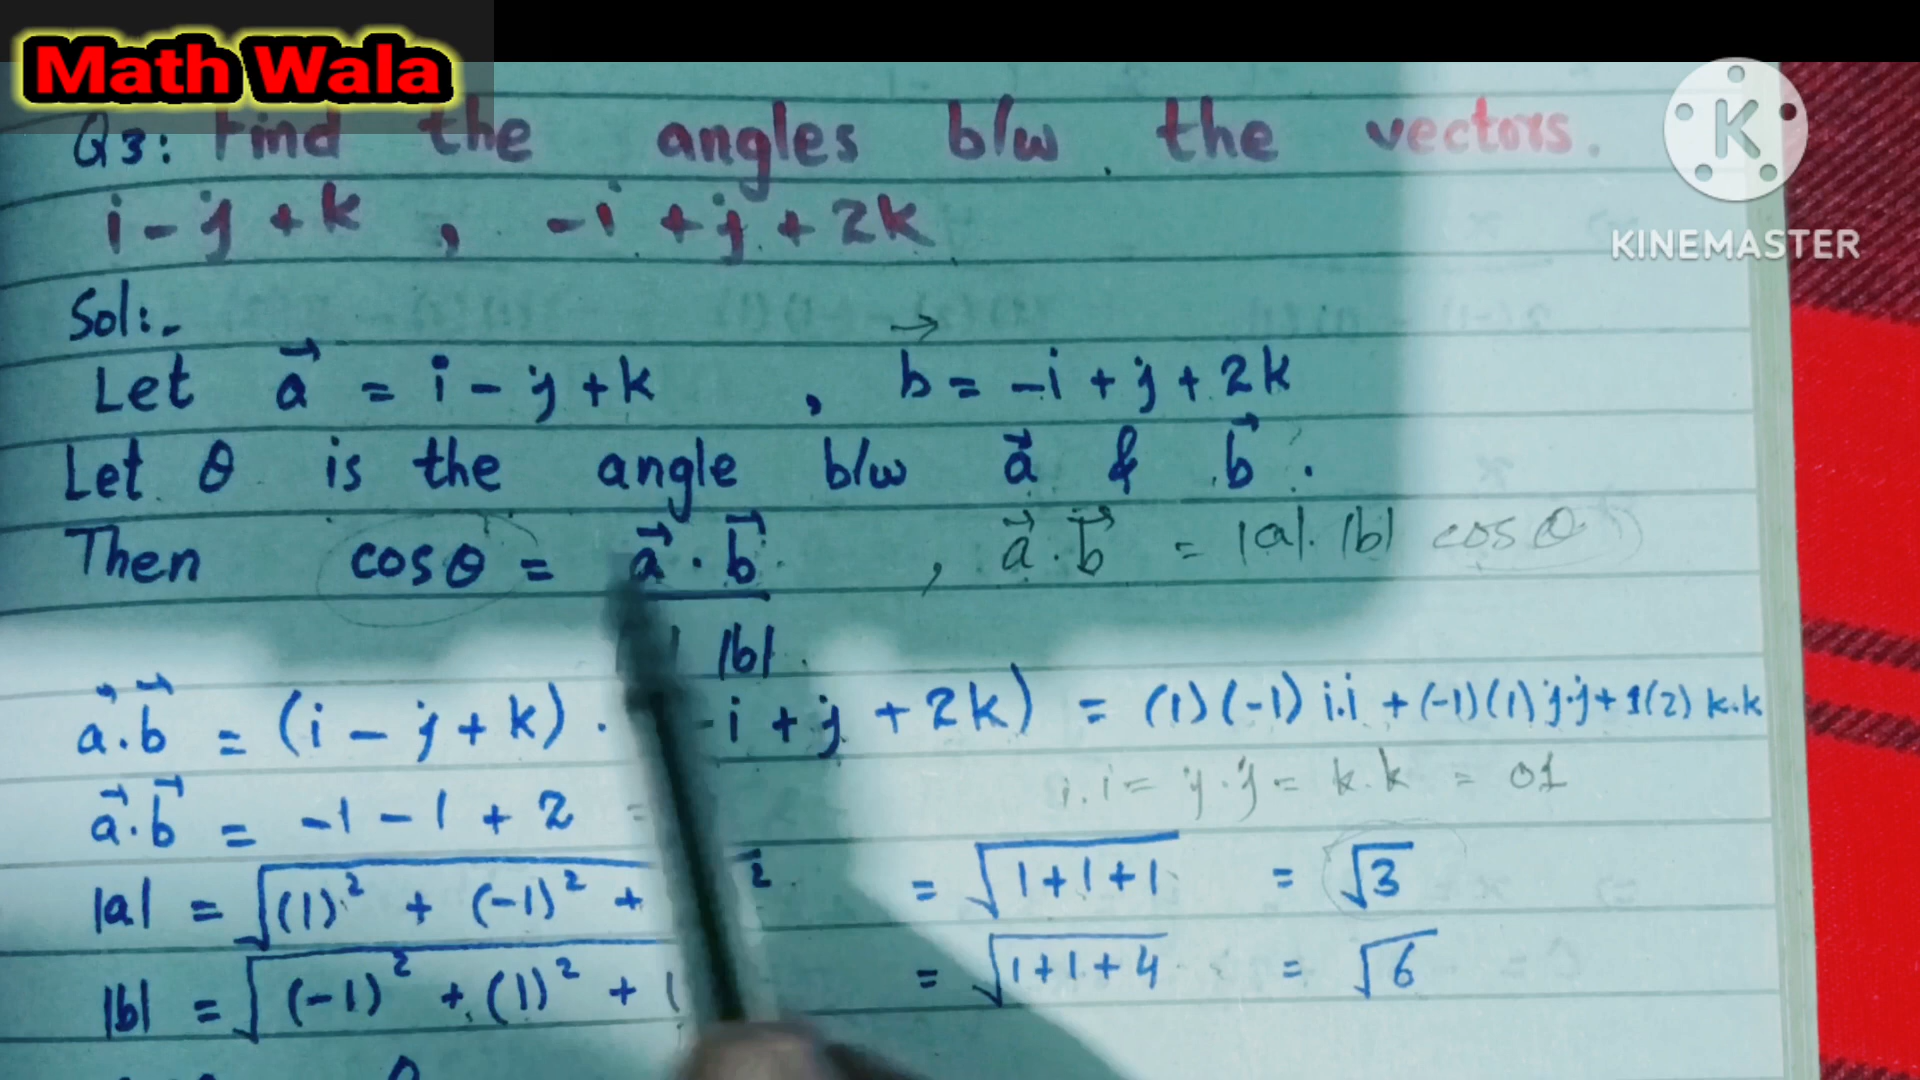 Math Wala
Q3: Find the angles b/w the vectors.
KINEMASTER
i - j + k , -i + j + 2k
Sol:-
Let a⃗ = i - j + k , b⃗ = -i + j + 2k
Let θ is the angle b/w a⃗ & b⃗ .
Then cosθ = a⃗ . b⃗ , a⃗ . b⃗ = |a|. |b| cosθ
|b|
a⃗.b⃗ = (i - j + k) . -i + j + 2k) = (1)(-1) i.i + (-1)(1) j.j + 1(2) k.k
i.i = j.j = k.k = 01
a⃗.b⃗ = -1 - 1 + 2 =
|a| = √(1)² + (-1)² + ² = √1+1+1 = √3
|b| = √(-1)² + (1)² + ( = √1+1+4 = √6